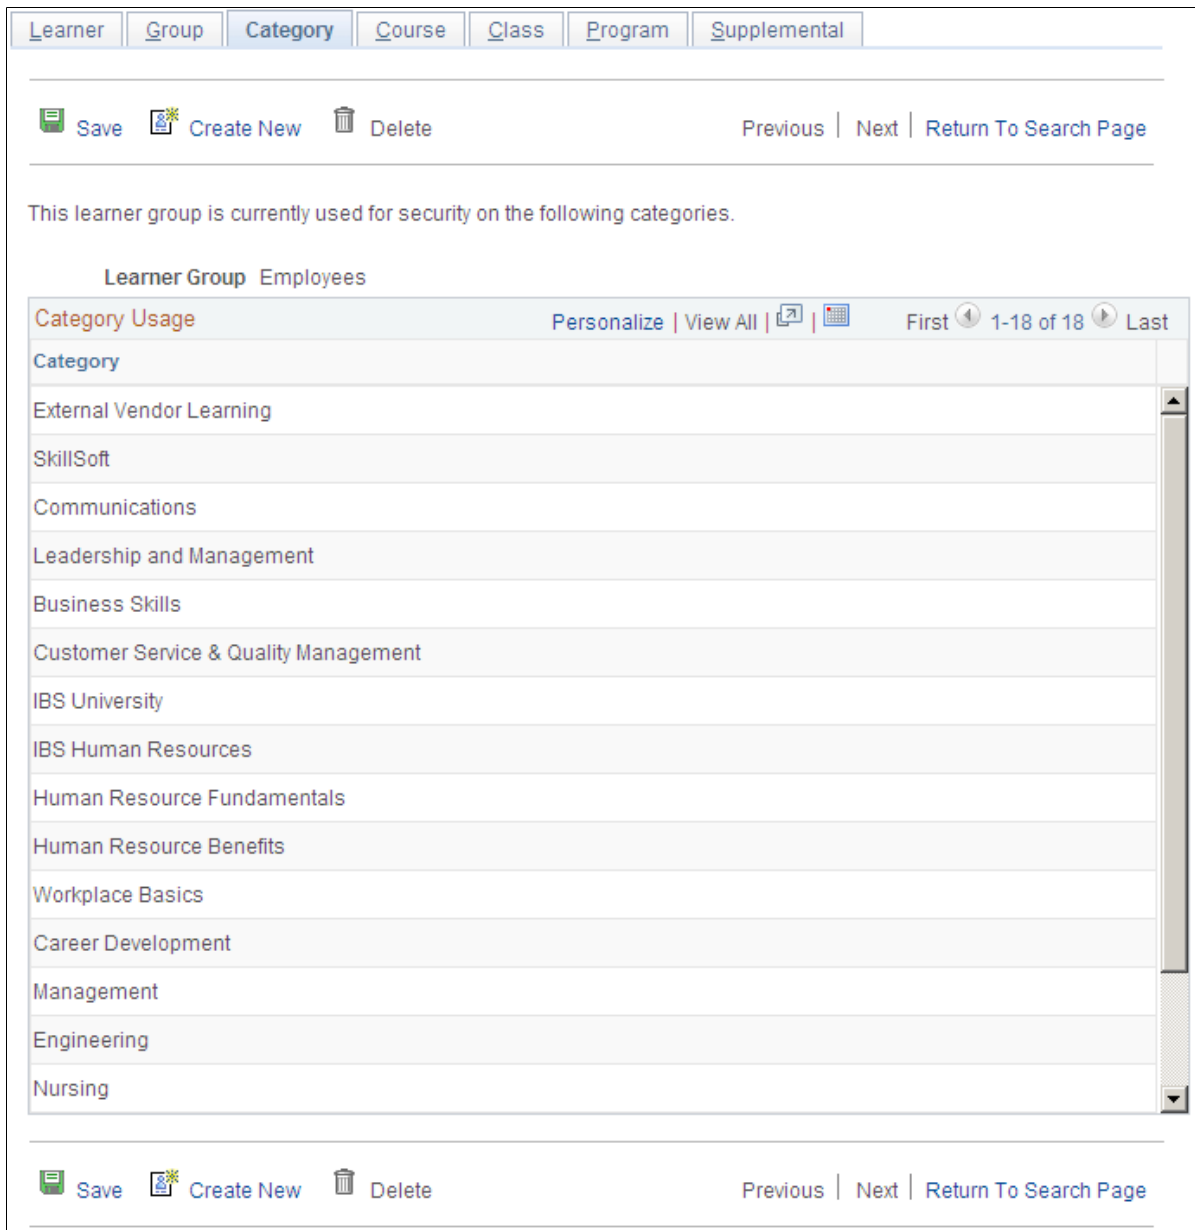 Learner Group Category Course Class Program Supplemental
Save Create New Delete Previous | Next | Return To Search Page
This learner group is currently used for security on the following categories.
Learner Group Employees
Category Usage Personalize | View All | | First 1-18 of 18 Last
Category
External Vendor Learning
SkillSoft
Communications
Leadership and Management
Business Skills
Customer Service & Quality Management
IBS University
IBS Human Resources
Human Resource Fundamentals
Human Resource Benefits
Workplace Basics
Career Development
Management
Engineering
Nursing
Save Create New Delete Previous | Next | Return To Search Page